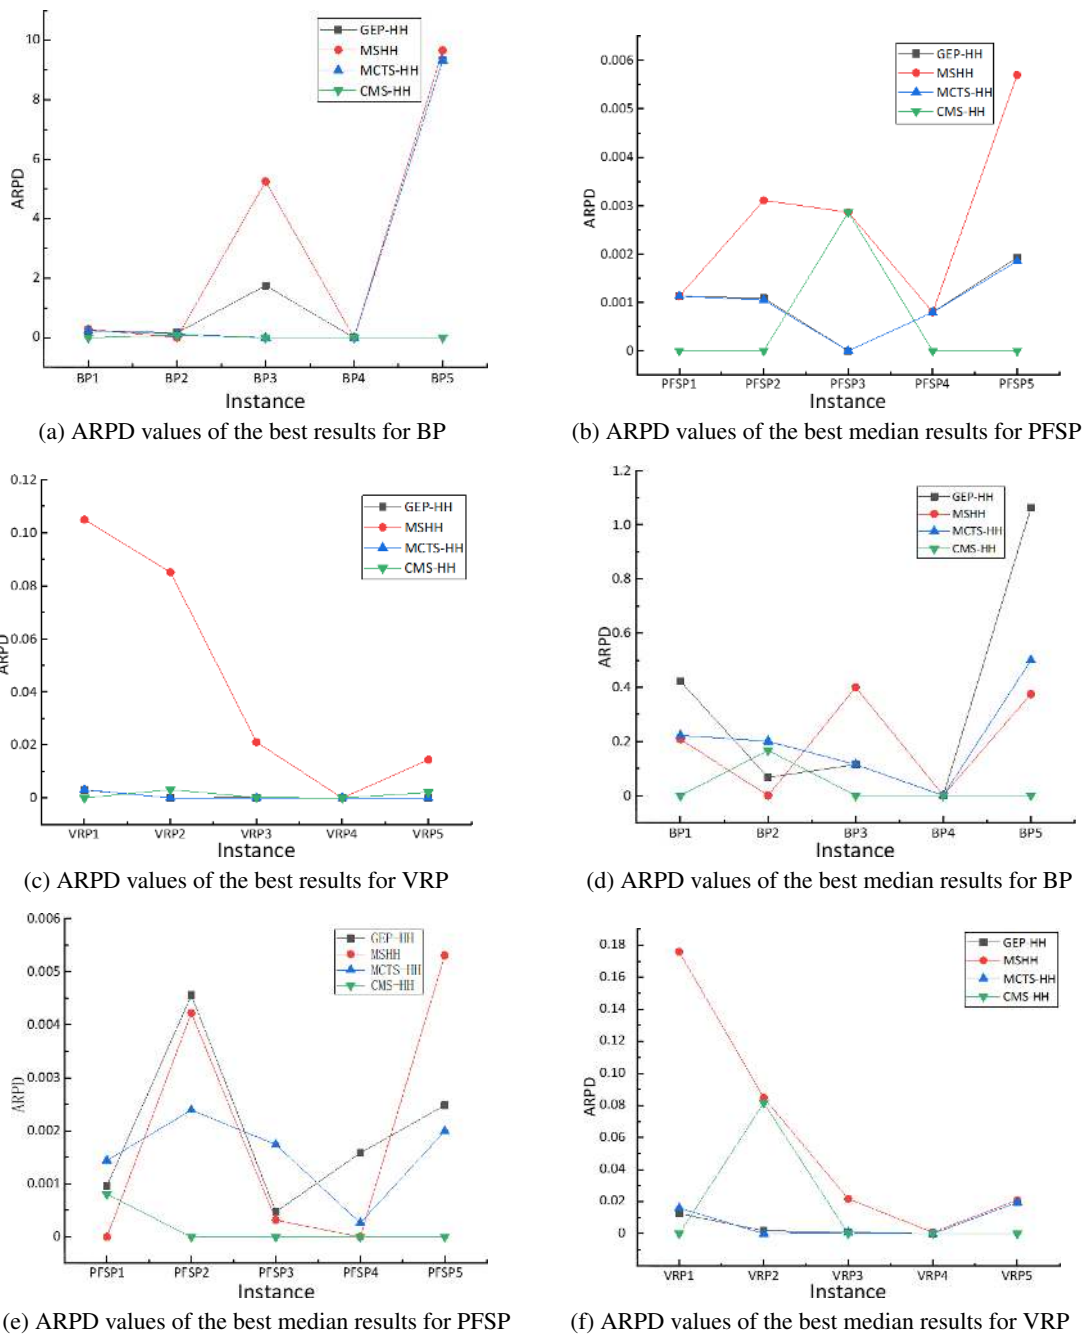 GEP-HH
MSHH
MCTS-HH
CMS-HH
10
8
6
4
2
0
ARPD
BP1 BP2 BP3 BP4 BP5
Instance
(a) ARPD values of the best results for BP
GEP-HH
MSHH
MCTS-HH
CMS-HH
0.006
0.005
0.004
0.003
0.002
0.001
0
ARPD
PFSP1 PFSP2 PFSP3 PFSP4 PFSP5
Instance
(b) ARPD values of the best median results for PFSP
GEP-HH
MSHH
MCTS-HH
CMS-HH
0.12
0.10
0.08
0.06
0.04
0.02
0
ARPD
VRP1 VRP2 VRP3 VRP4 VRP5
Instance
(c) ARPD values of the best results for VRP
GEP-HH
MSHH
MCTS-HH
CMS-HH
1.2
1.0
0.8
0.6
0.4
0.2
0
ARPD
BP1 BP2 BP3 BP4 BP5
Instance
(d) ARPD values of the best median results for BP
GEP-HH
MSHH
MCTS-HH
CMS-HH
0.006
0.005
0.004
0.003
0.002
0.001
0
ARPD
PFSP1 PFSP2 PFSP3 PFSP4 PFSP5
Instance
(e) ARPD values of the best median results for PFSP
GEP HH
MSHH
MCTS-HH
CMS HH
0.18
0.16
0.14
0.12
0.10
0.08
0.06
0.04
0.02
0
ARPD
VRP1 VRP2 VRP3 VRP4 VRP5
Instance
(f) ARPD values of the best median results for VRP